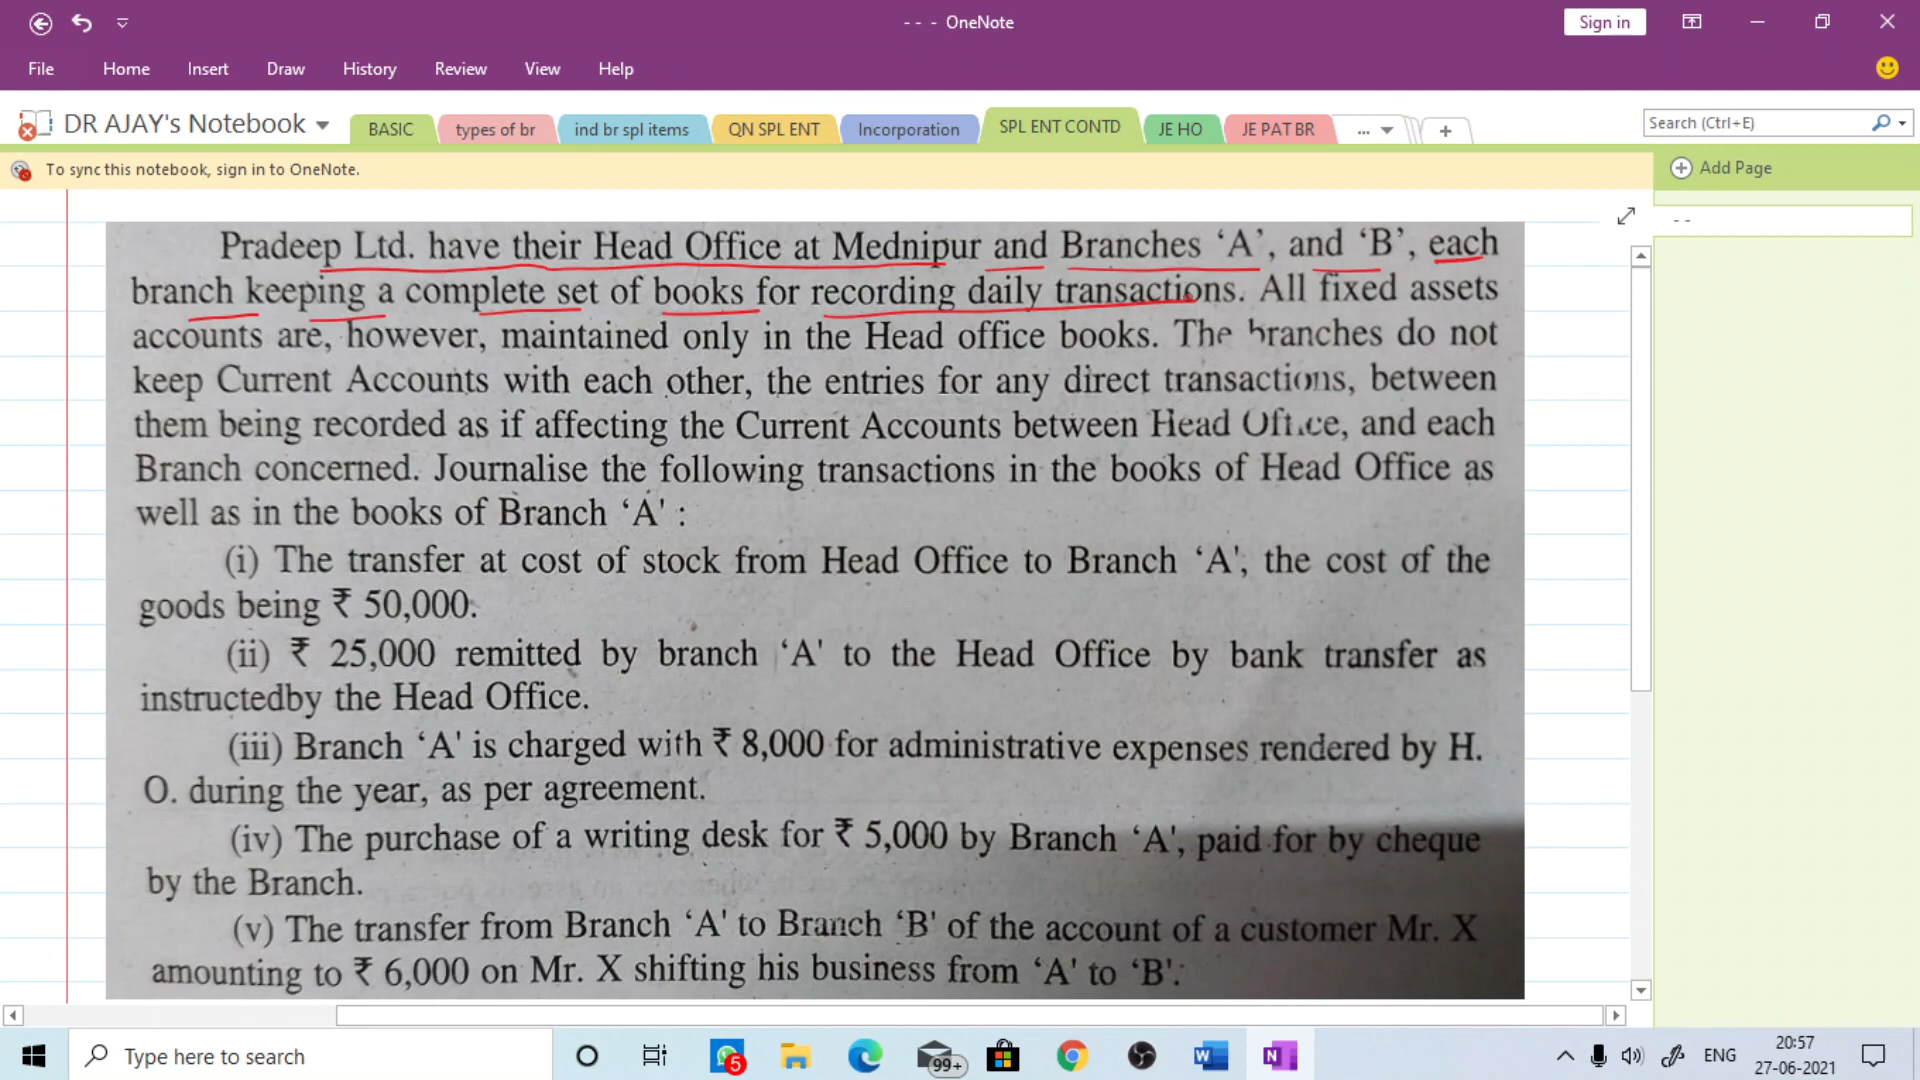 - - - OneNote
Sign in
File Home Insert Draw History Review View Help
DR AJAY's Notebook
BASIC types of br ind br spl items QN SPL ENT Incorporation SPL ENT CONTD JE HO JE PAT BR ... +
Search (Ctrl+E)
To sync this notebook, sign in to OneNote.
Add Page
- -
Pradeep Ltd. have their Head Office at Mednipur and Branches ‘A’, and ‘B’, each
branch keeping a complete set of books for recording daily transactions. All fixed assets
accounts are, however, maintained only in the Head office books. The branches do not
keep Current Accounts with each other, the entries for any direct transactions, between
them being recorded as if affecting the Current Accounts between Head Office, and each
Branch concerned. Journalise the following transactions in the books of Head Office as
well as in the books of Branch ‘A' :
(i) The transfer at cost of stock from Head Office to Branch ‘A', the cost of the
goods being ₹ 50,000.
(ii) ₹ 25,000 remitted by branch ‘A' to the Head Office by bank transfer as
instructedby the Head Office.
(iii) Branch ‘A' is charged with ₹ 8,000 for administrative expenses rendered by H.
O. during the year, as per agreement.
(iv) The purchase of a writing desk for ₹ 5,000 by Branch ‘A', paid for by cheque
by the Branch.
(v) The transfer from Branch ‘A' to Branch ‘B' of the account of a customer Mr. X
amounting to ₹ 6,000 on Mr. X shifting his business from ‘A' to ‘B'.
Type here to search
5
99+
ENG
20:57
27-06-2021